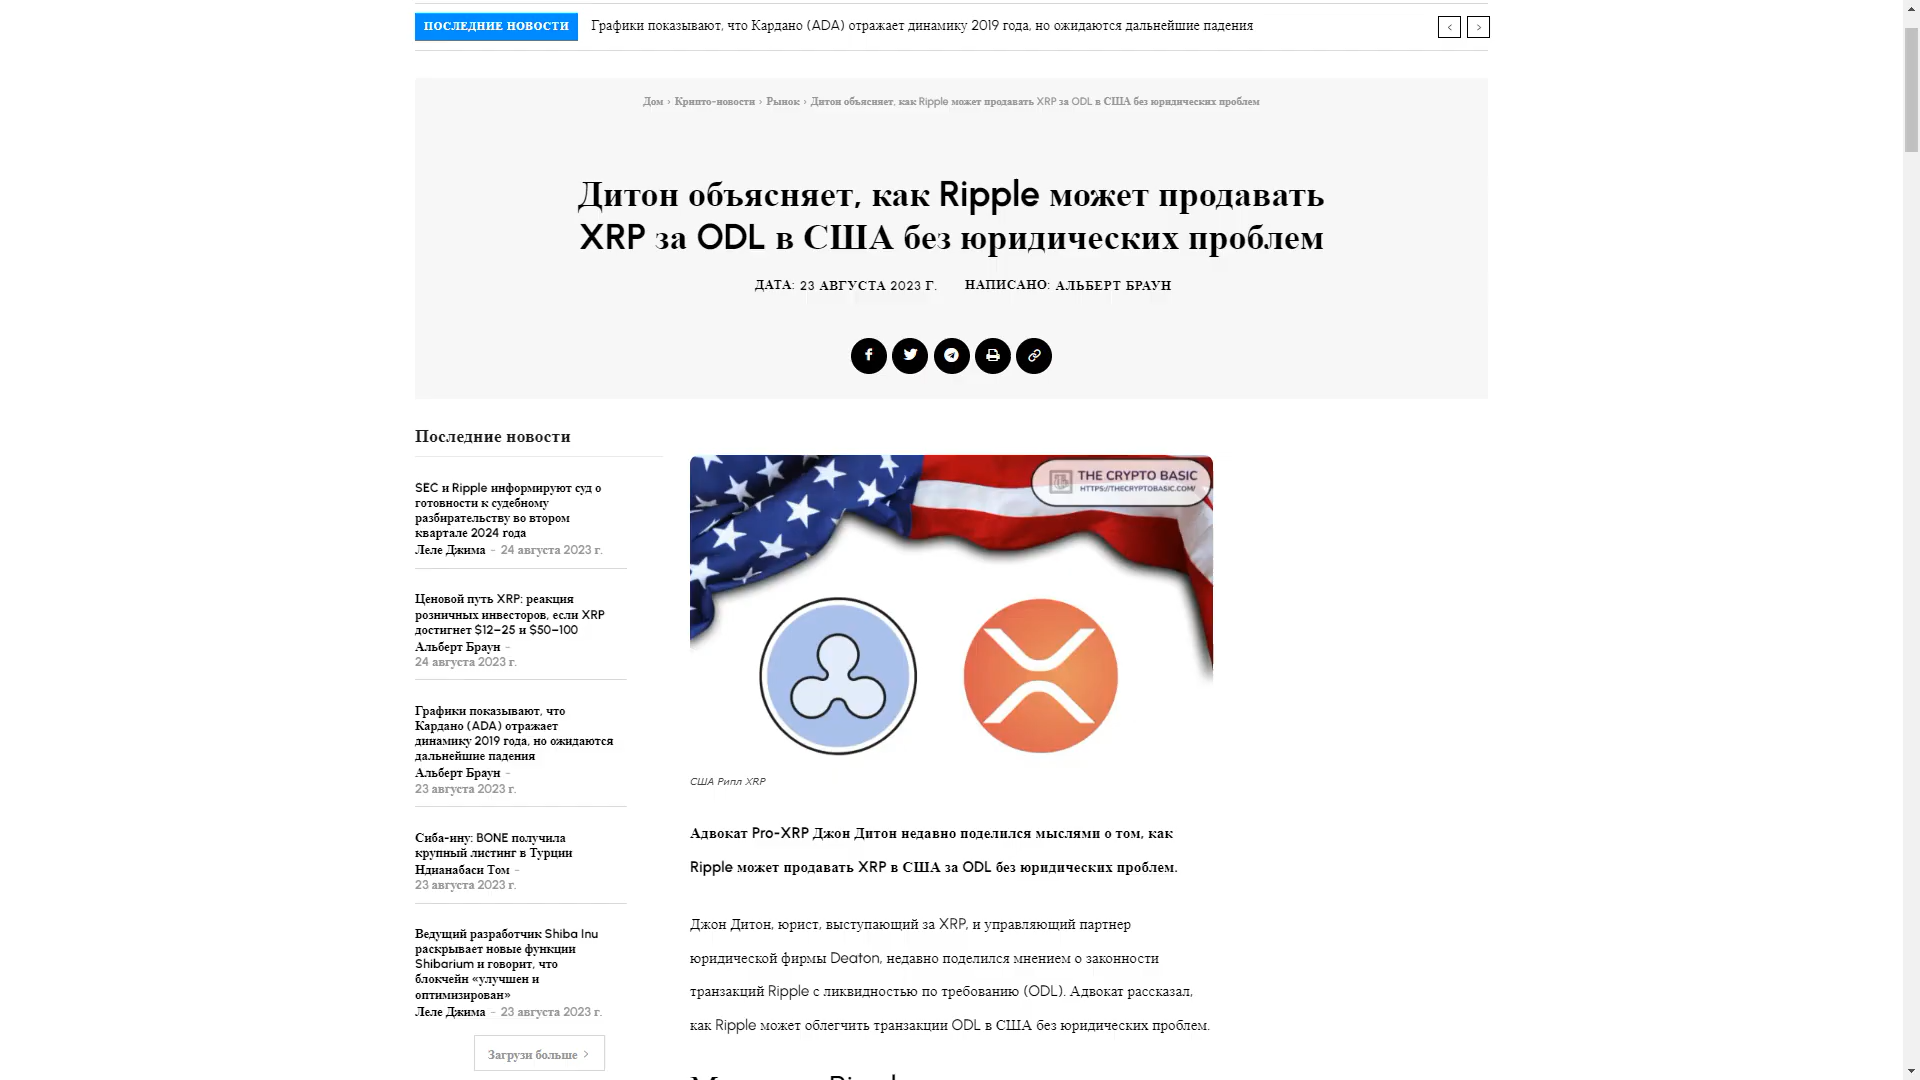 ПОСЛЕДНИЕ НОВОСТИ
Графики показывают, что Кардано (ADA) отражает динамику 2019 года, но ожидаются дальнейшие падения
Дом › Крипто-новости › Рынок › Дитон объясняет, как Ripple может продавать XRP за ODL в США без юридических проблем
Дитон объясняет, как Ripple может продавать
XRP за ODL в США без юридических проблем
ДАТА: 23 АВГУСТА 2023 Г. НАПИСАНО: АЛЬБЕРТ БРАУН
Последние новости
SEC и Ripple информируют суд о
готовности к судебному
разбирательству во втором
квартале 2024 года
Леле Джима - 24 августа 2023 г.
Ценовой путь XRP: реакция
розничных инвесторов, если XRP
достигнет $12–25 и $50–100
Альберт Браун -
24 августа 2023 г.
Графики показывают, что
Кардано (ADA) отражает
динамику 2019 года, но ожидаются
дальнейшие падения
Альберт Браун -
23 августа 2023 г.
Сиба-ину: BONE получила
крупный листинг в Турции
Ндианабаси Том -
23 августа 2023 г.
Ведущий разработчик Shiba Inu
раскрывает новые функции
Shibarium и говорит, что
блокчейн «улучшен и
оптимизирован»
Леле Джима - 23 августа 2023 г.
Загрузи больше
THE CRYPTO BASIC
HTTPS://THECRYPTOBASIC.COM/
США Рипл XRP
Адвокат Pro-XRP Джон Дитон недавно поделился мыслями о том, как
Ripple может продавать XRP в США за ODL без юридических проблем.
Джон Дитон, юрист, выступающий за XRP, и управляющий партнер
юридической фирмы Deaton, недавно поделился мнением о законности
транзакций Ripple с ликвидностью по требованию (ODL). Адвокат рассказал,
как Ripple может облегчить транзакции ODL в США без юридических проблем.